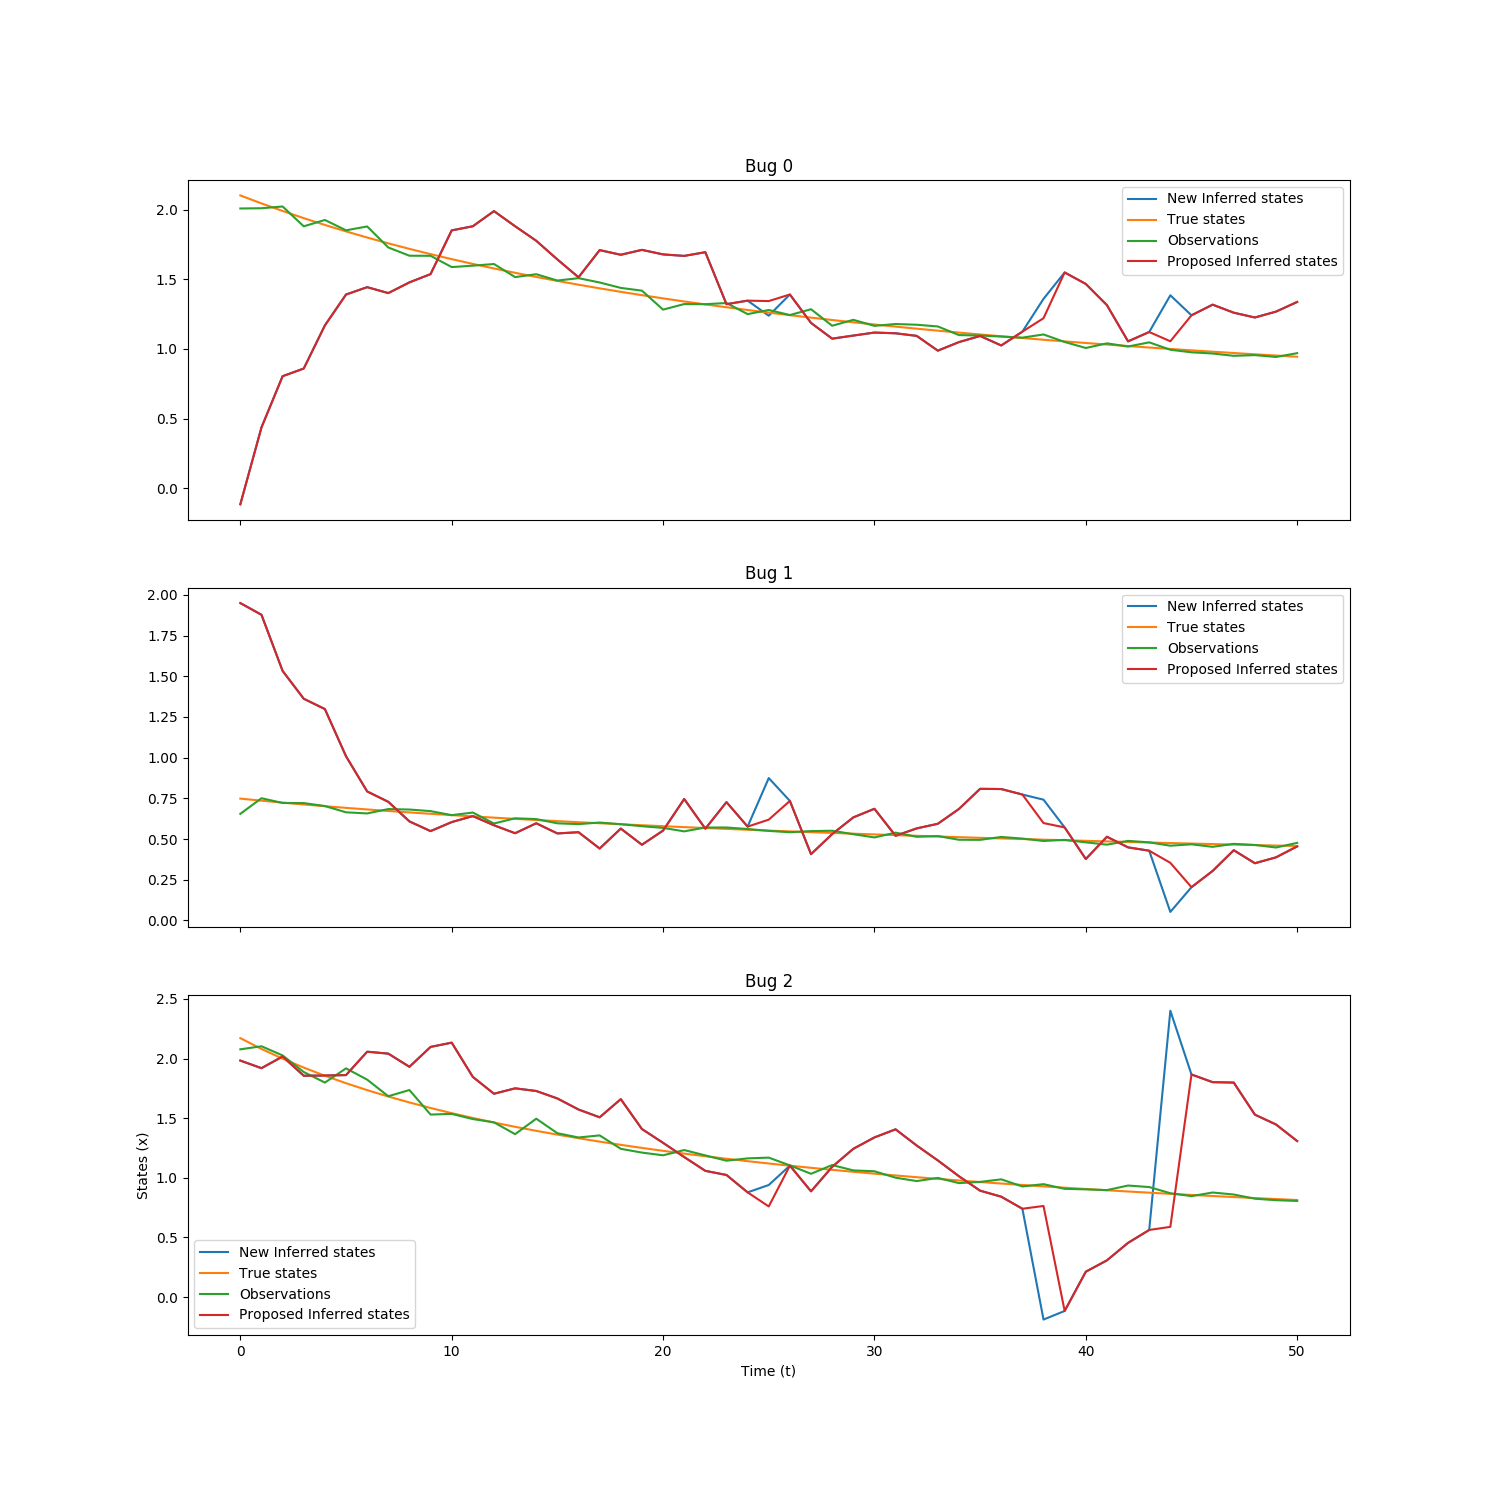 Bug 0
2.0
1.5
1.0
0.5
0.0
New Inferred states
True states
Observations
Proposed Inferred states
Bug 1
2.00
1.75
1.50
1.25
1.00
0.75
0.50
0.25
0.00
New Inferred states
True states
Observations
Proposed Inferred states
Bug 2
States (x)
2.5
2.0
1.5
1.0
0.5
0.0
New Inferred states
True states
Observations
Proposed Inferred states
0 10 20 30 40 50
Time (t)